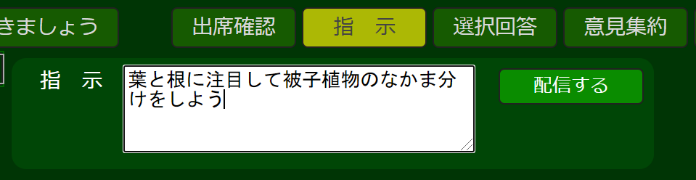 きましょう 出席確認 指　示 選択回答 意見集約
指　示 葉と根に注目して被子植物のなかま分 配信する
けをしよう